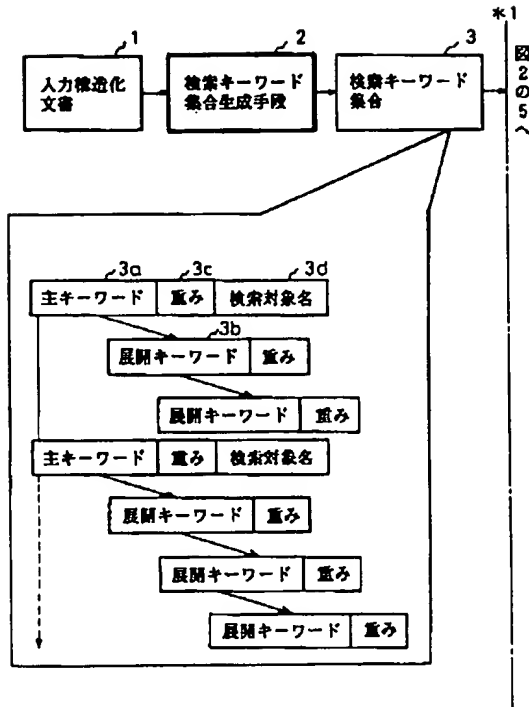 *1
1
2
3
入力構造化
文書
検索キーワード
集合生成手段
検索キーワード
集合
図2の5へ
3a
3c
3d
主キーワード
重み
検索対象名
3b
展開キーワード
重み
展開キーワード
重み
主キーワード
重み
検索対象名
展開キーワード
重み
展開キーワード
重み
展開キーワード
重み